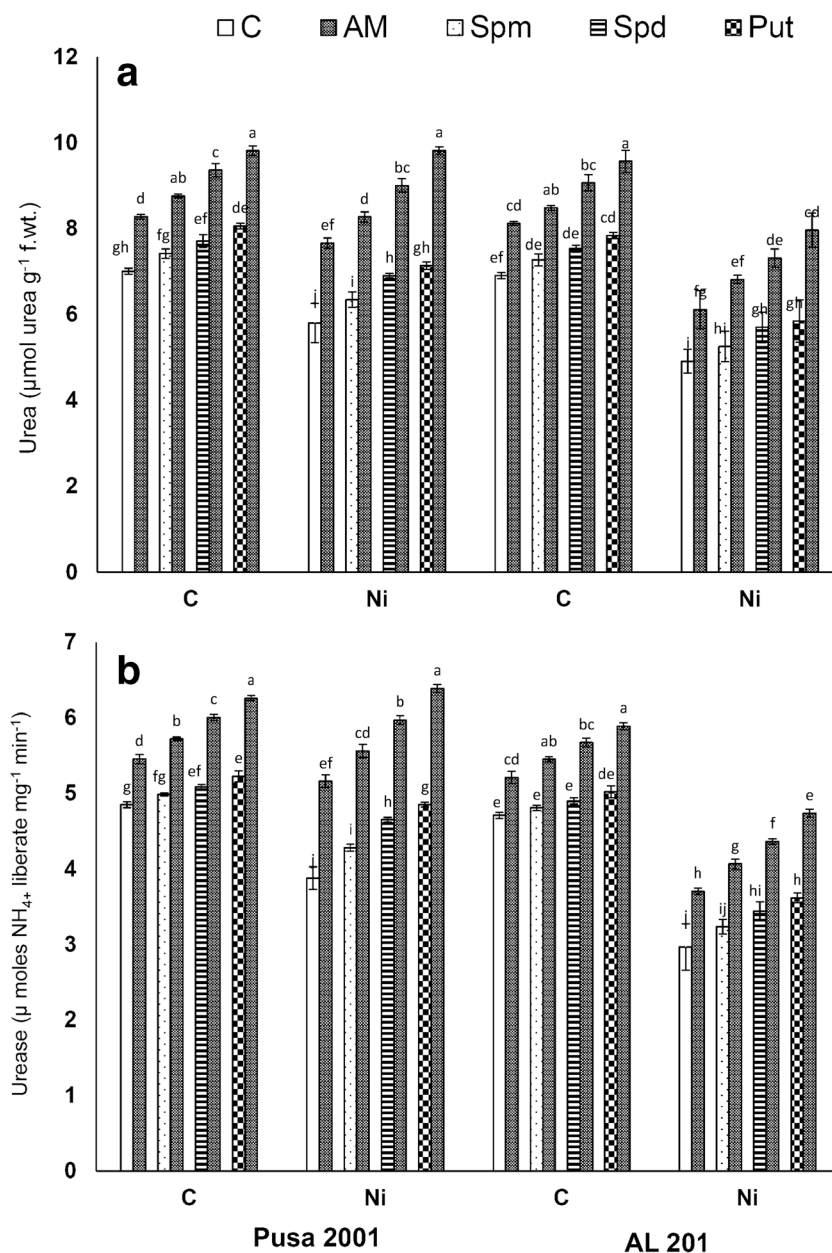 C AM Spm Spd Put
a
Urea (μmol urea g⁻¹ f.wt.)
12
10
8
6
4
2
0
gh d fg ab ef c de a
j ef i d h bc gh a
ef cd de ab de bc cd a
j fg hi ef gh de gh cd
C Ni C Ni
b
Urease (μ moles NH₄₊ liberate mg⁻¹ min⁻¹)
7
6
5
4
3
2
1
0
g d fg b ef c e a
j ef i cd h b g a
e cd e ab e bc de a
j h ij g hi f h e
C Ni C Ni
Pusa 2001 AL 201